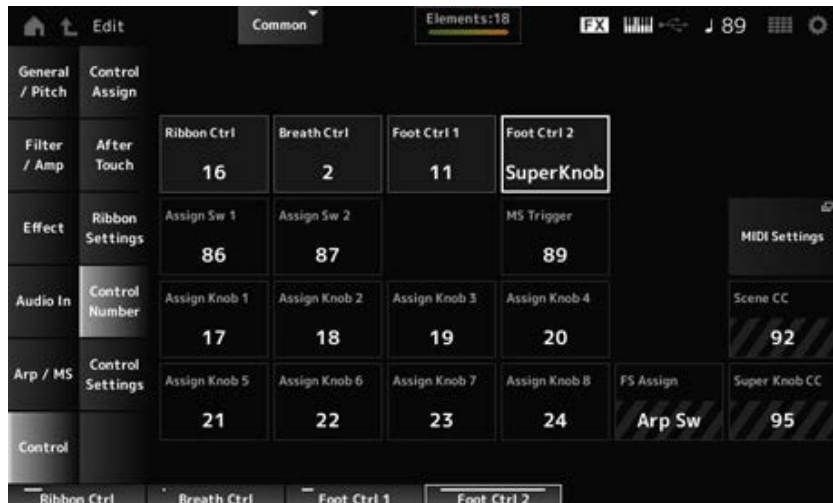 Edit
Common
Elements:18
FX
89
General
/ Pitch
Control
Assign
Filter
/ Amp
After
Touch
Ribbon Ctrl
16
Breath Ctrl
2
Foot Ctrl 1
11
Foot Ctrl 2
SuperKnob
Effect
Ribbon
Settings
Assign Sw 1
86
Assign Sw 2
87
MS Trigger
89
MIDI Settings
Audio In
Control
Number
Assign Knob 1
17
Assign Knob 2
18
Assign Knob 3
19
Assign Knob 4
20
Scene CC
92
Arp / MS
Control
Settings
Assign Knob 5
21
Assign Knob 6
22
Assign Knob 7
23
Assign Knob 8
24
FS Assign
Arp Sw
Super Knob CC
95
Control
Ribbon Ctrl
Breath Ctrl
Foot Ctrl 1
Foot Ctrl 2